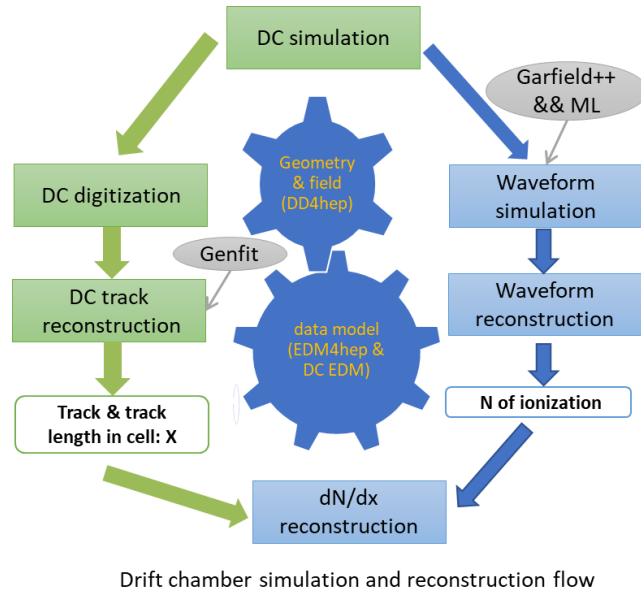 DC simulation
Garfield++
&& ML
Geometry
& field
(DD4hep)
DC digitization
Waveform
simulation
Genfit
DC track
reconstruction
Waveform
reconstruction
data model
(EDM4hep &
DC EDM)
Track & track
length in cell: X
N of ionization
dN/dx
reconstruction
Drift chamber simulation and reconstruction flow